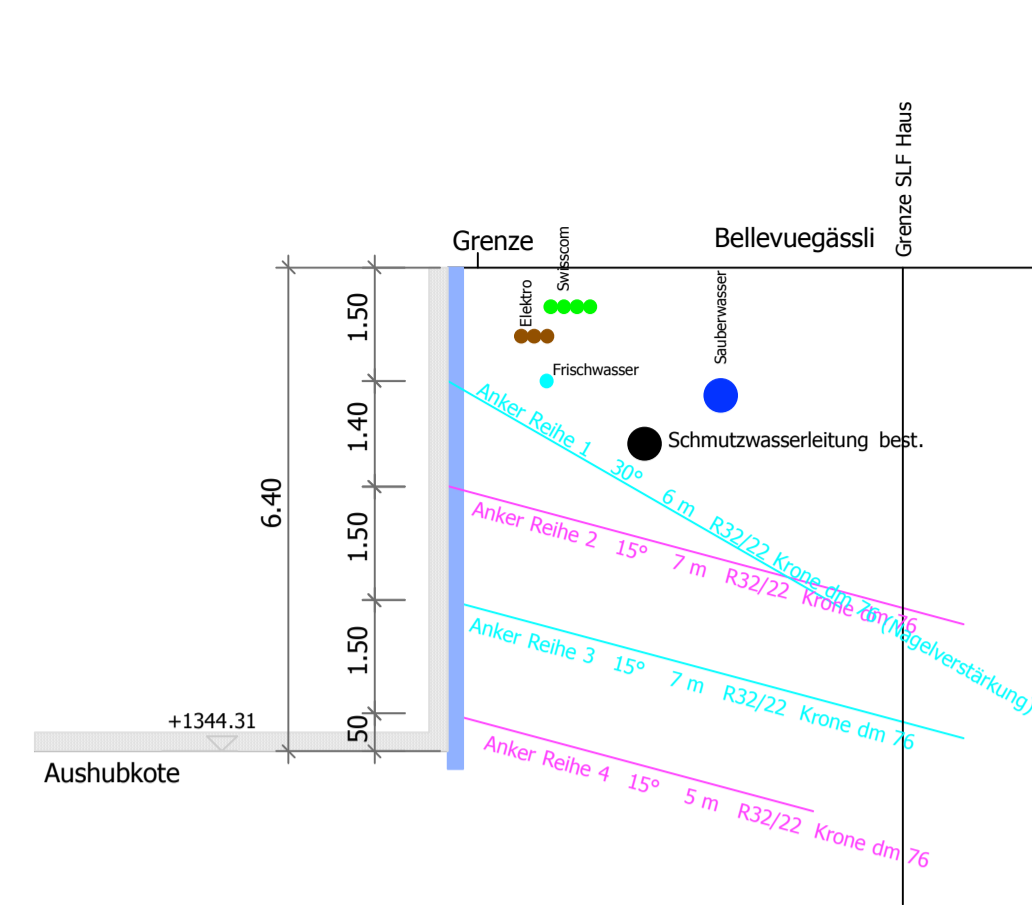 Grenze SLF Haus
Grenze
Bellevuegässli
Swisscom
Elektro
Sauberwasser
Frischwasser
Schmutzwasserleitung best.
1.50
1.40
1.50
1.50
50
6.40
Anker Reihe 1 30° 6 m R32/22 Krone dm 76 (Nagelverstärkung)
Anker Reihe 2 15° 7 m R32/22 Krone dm 76
Anker Reihe 3 15° 7 m R32/22 Krone dm 76
Anker Reihe 4 15° 5 m R32/22 Krone dm 76
+1344.31
Aushubkote